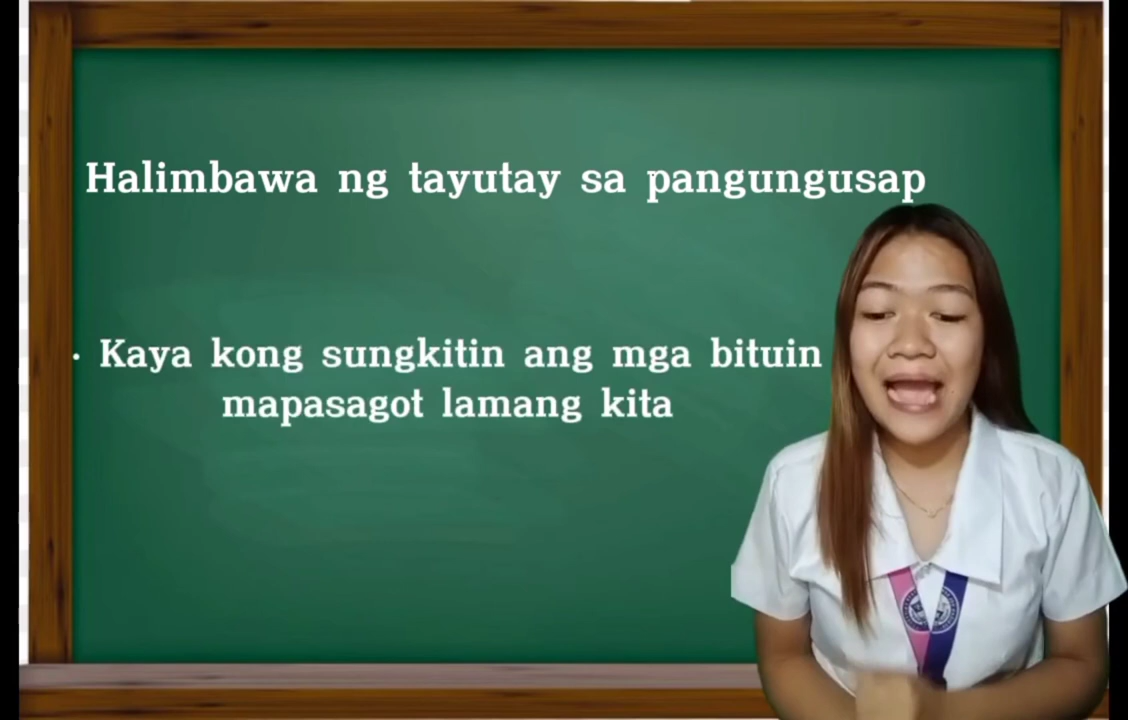 Halimbawa ng tayutay sa pangungusap
· Kaya kong sungkitin ang mga bituin
mapasagot lamang kita